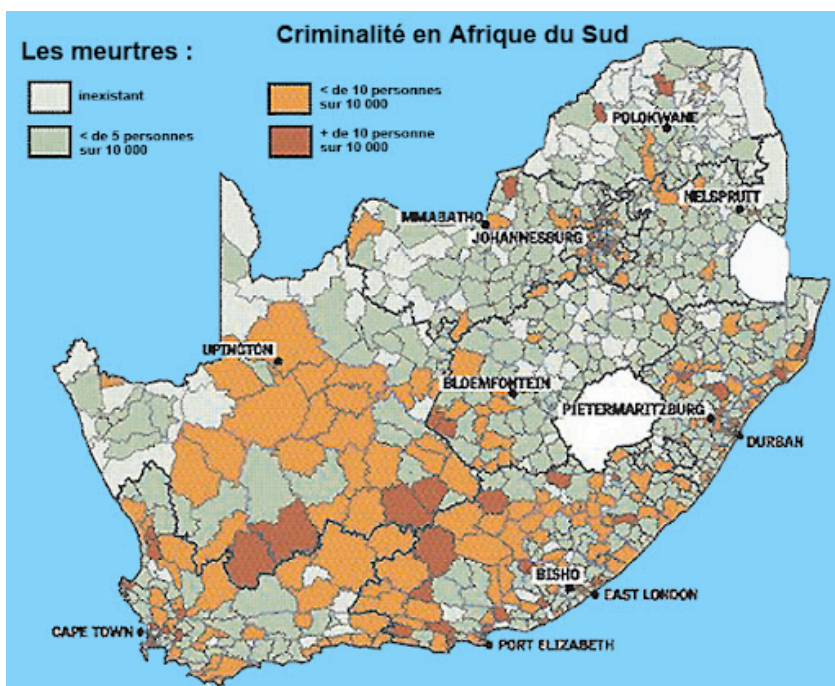 Criminalité en Afrique du Sud
Les meurtres :
inexistant
< de 5 personnes
sur 10 000
< de 10 personnes
sur 10 000
+ de 10 personne
sur 10 000
POLOKWANE
NELSPRUTT
MMABATHO
JOHANNESBURG
UPINGTON
BLOEMFONTEIN
PIETERMARITZBURG
DURBAN
BISHO
EAST LONDON
CAPE TOWN
PORT ELIZABETH